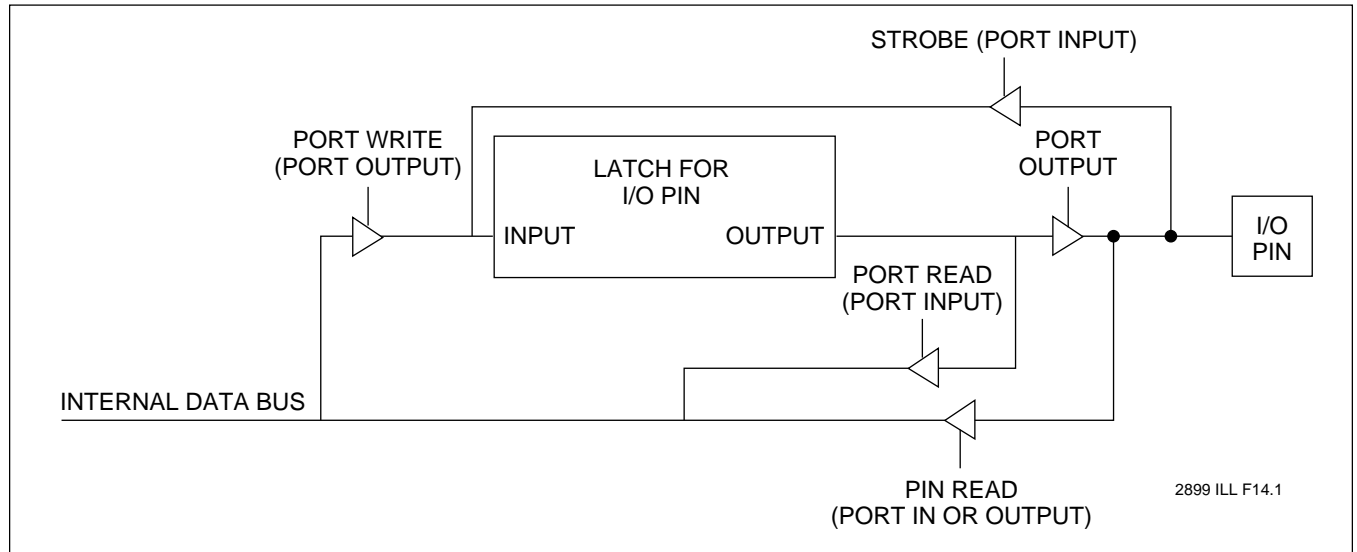 STROBE (PORT INPUT)
PORT WRITE
(PORT OUTPUT)
LATCH FOR
I/O PIN
PORT
OUTPUT
INPUT
OUTPUT
I/O
PIN
PORT READ
(PORT INPUT)
INTERNAL DATA BUS
PIN READ
(PORT IN OR OUTPUT)
2899 ILL F14.1